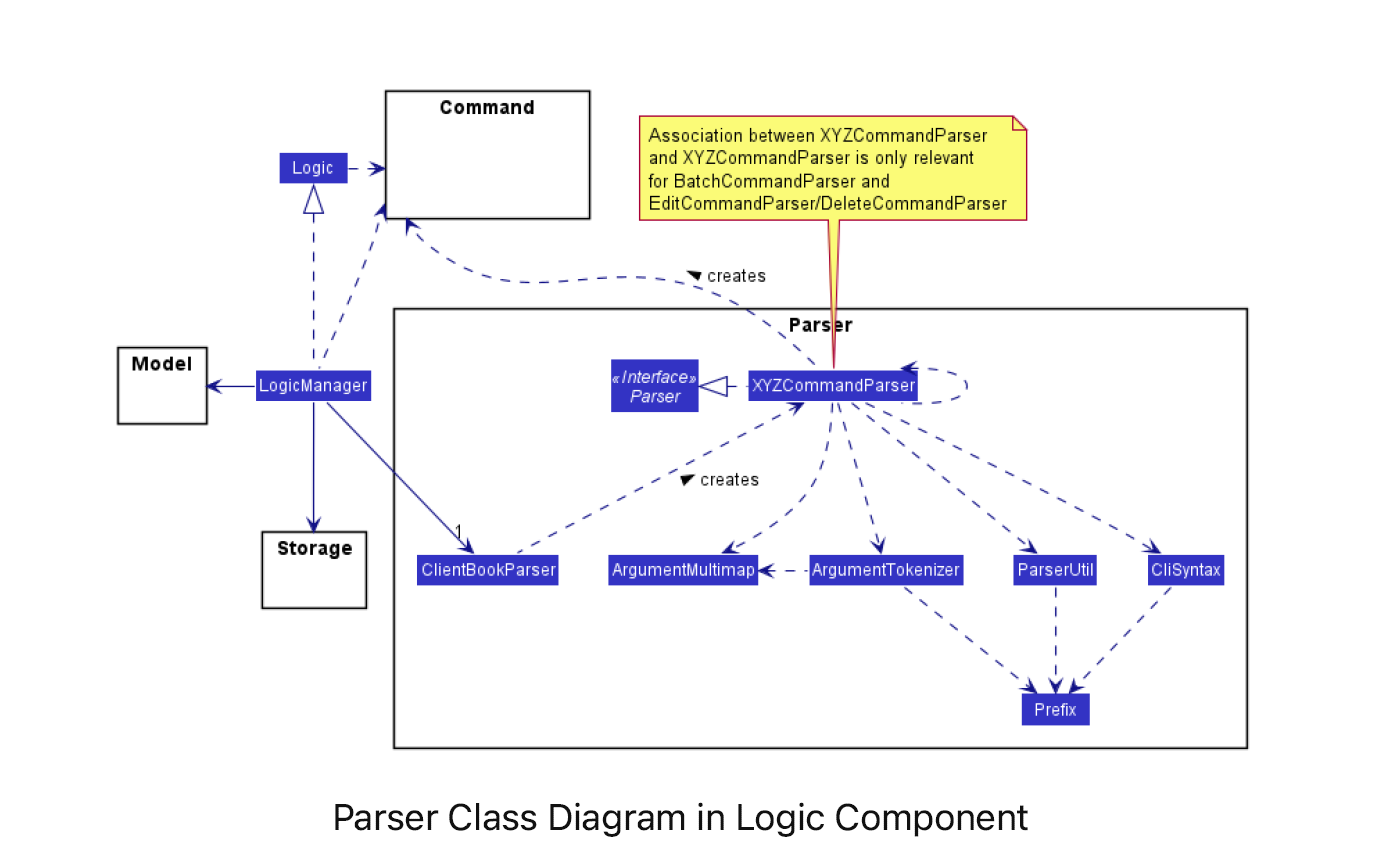 Command
Association between XYZCommandParser
and XYZCommandParser is only relevant
for BatchCommandParser and
EditCommandParser/DeleteCommandParser
Logic
creates
Parser
Model
LogicManager
«Interface»
Parser
XYZCommandParser
creates
1
Storage
ClientBookParser
ArgumentMultimap
ArgumentTokenizer
ParserUtil
CliSyntax
Prefix
Parser Class Diagram in Logic Component